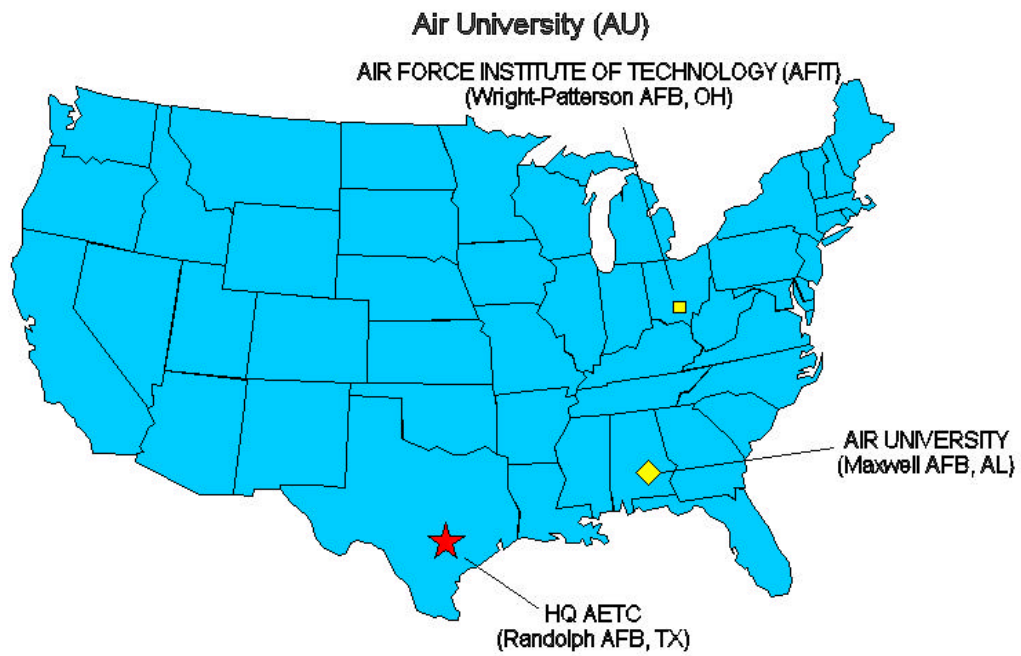 Air University (AU)
AIR FORCE INSTITUTE OF TECHNOLOGY (AFIT)
(Wright-Patterson AFB, OH)
AIR UNIVERSITY
(Maxwell AFB, AL)
HQ AETC
(Randolph AFB, TX)